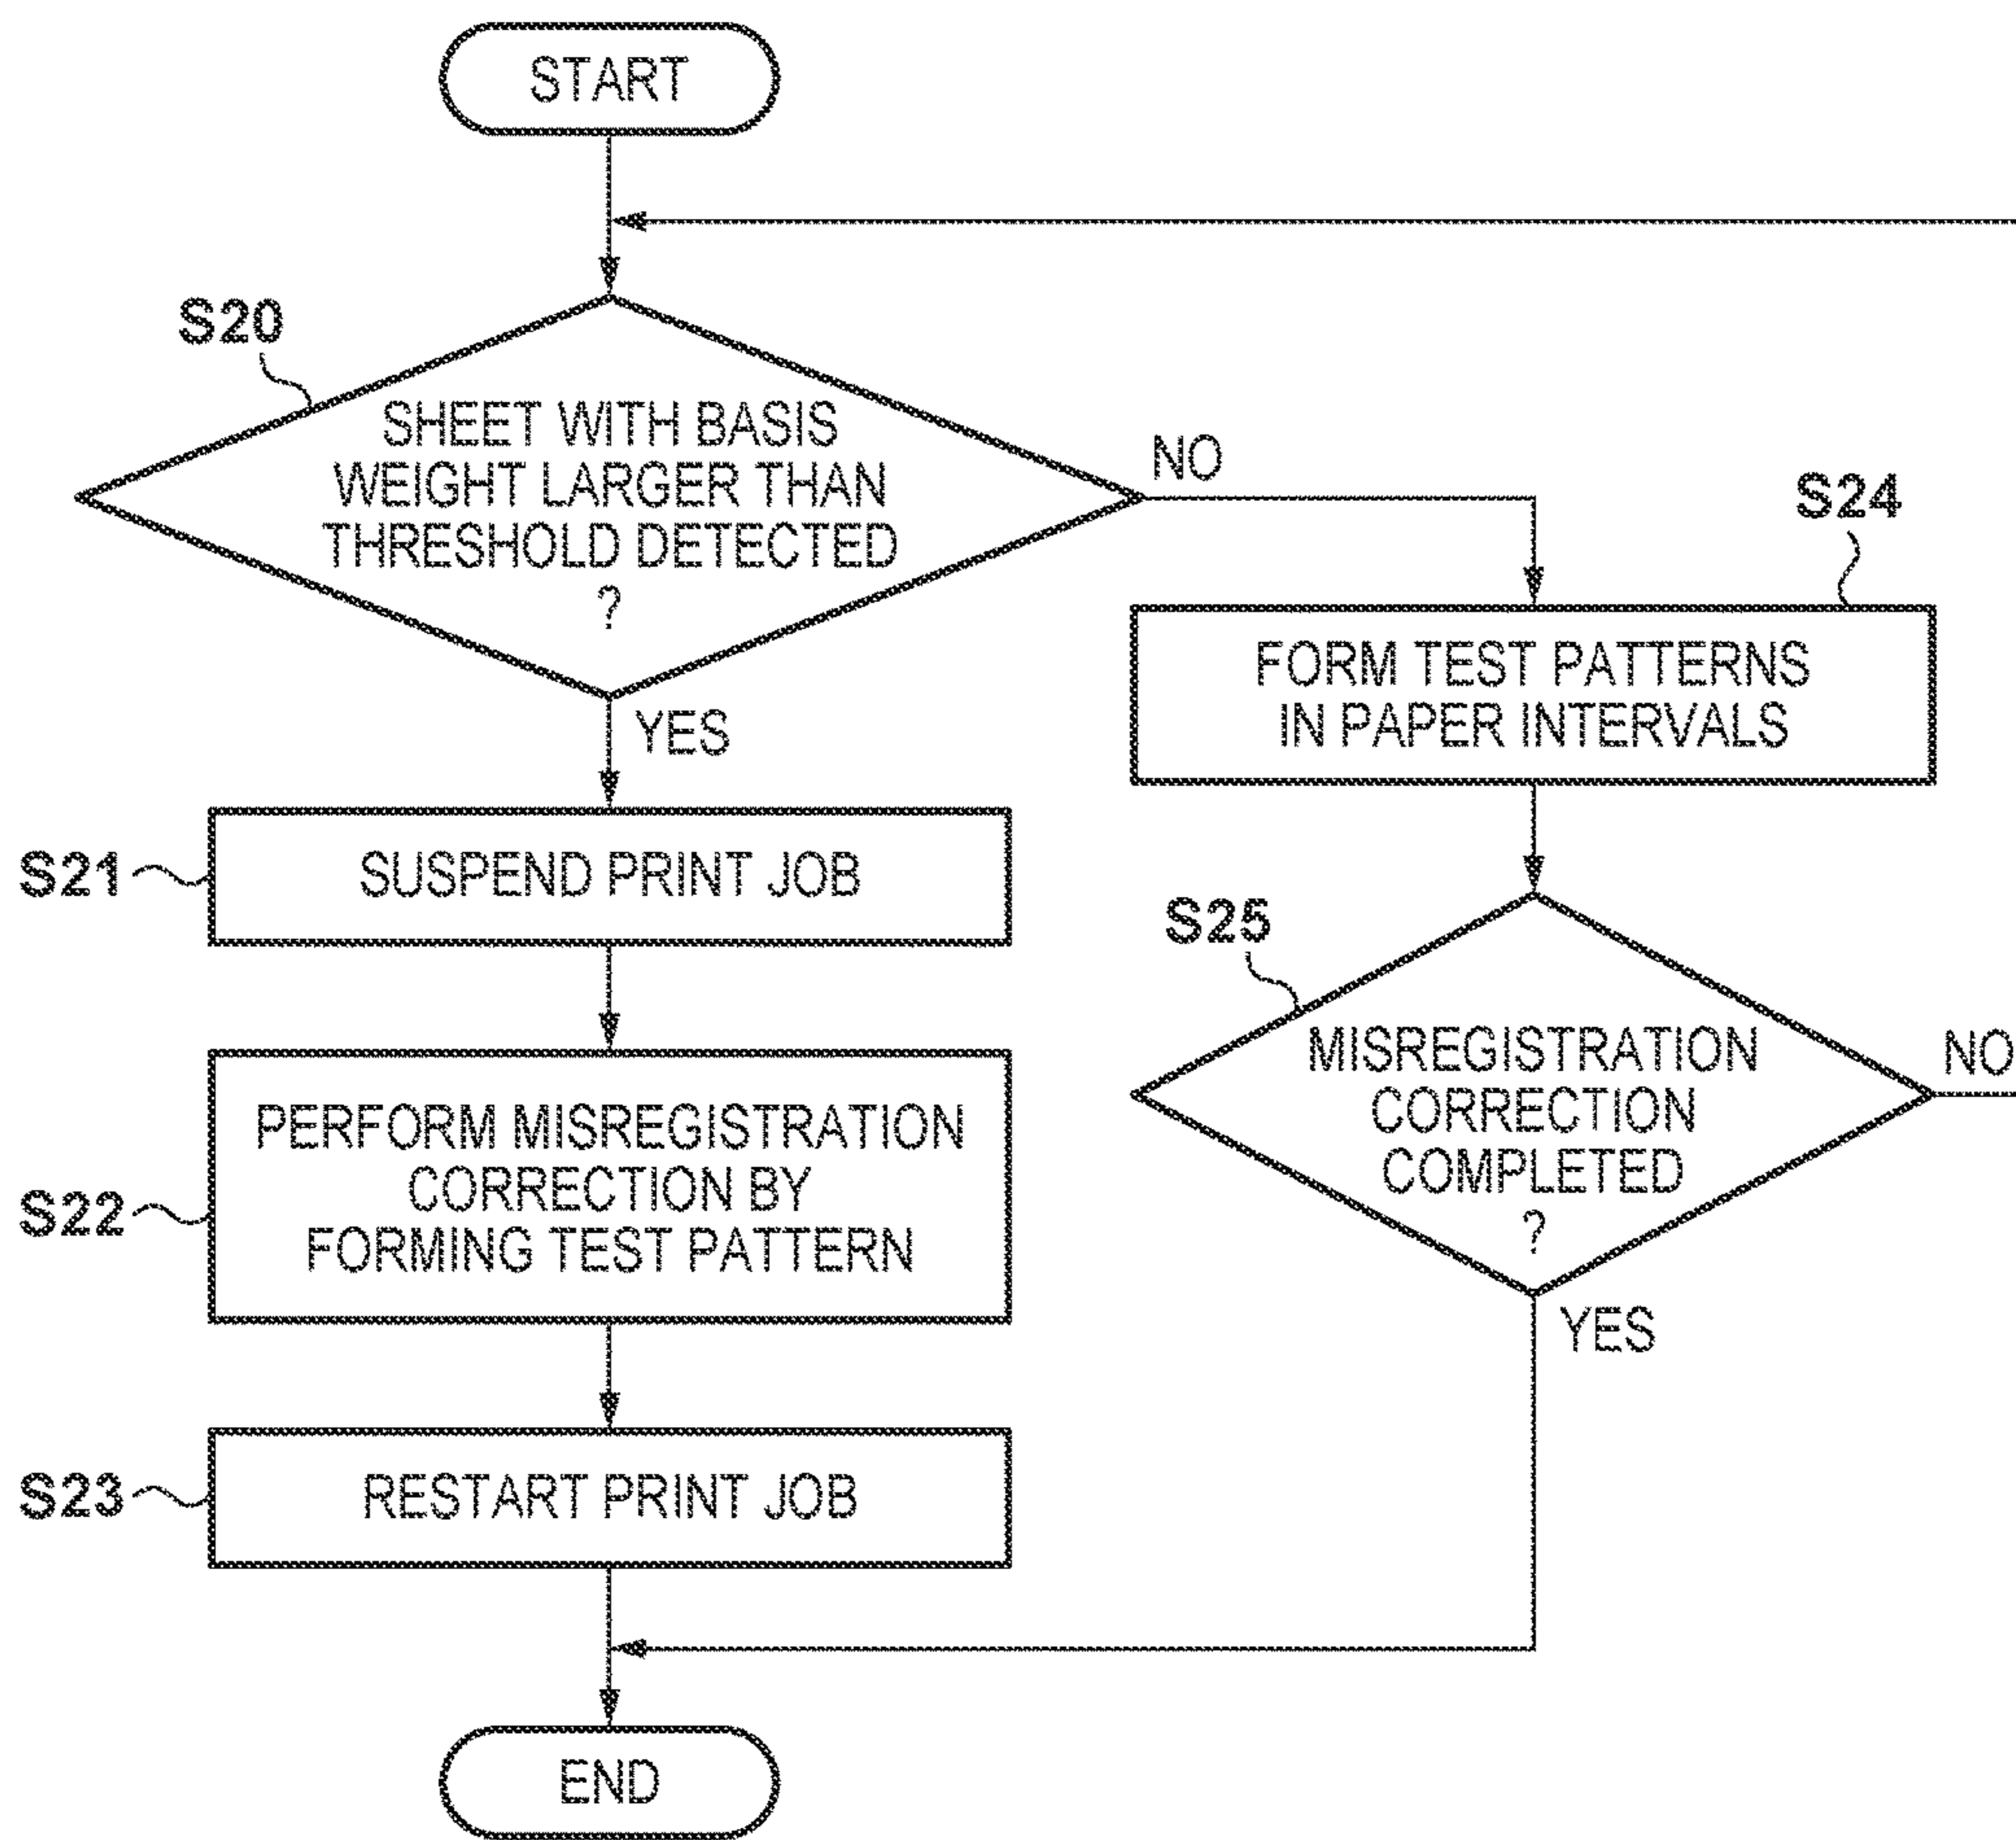 START
S20
SHEET WITH BASIS
WEIGHT LARGER THAN
THRESHOLD DETECTED
?
NO
YES
S21
SUSPEND PRINT JOB
S22
PERFORM MISREGISTRATION
CORRECTION BY
FORMING TEST PATTERN
S23
RESTART PRINT JOB
S24
FORM TEST PATTERNS
IN PAPER INTERVALS
S25
MISREGISTRATION
CORRECTION
COMPLETED
?
NO
YES
END